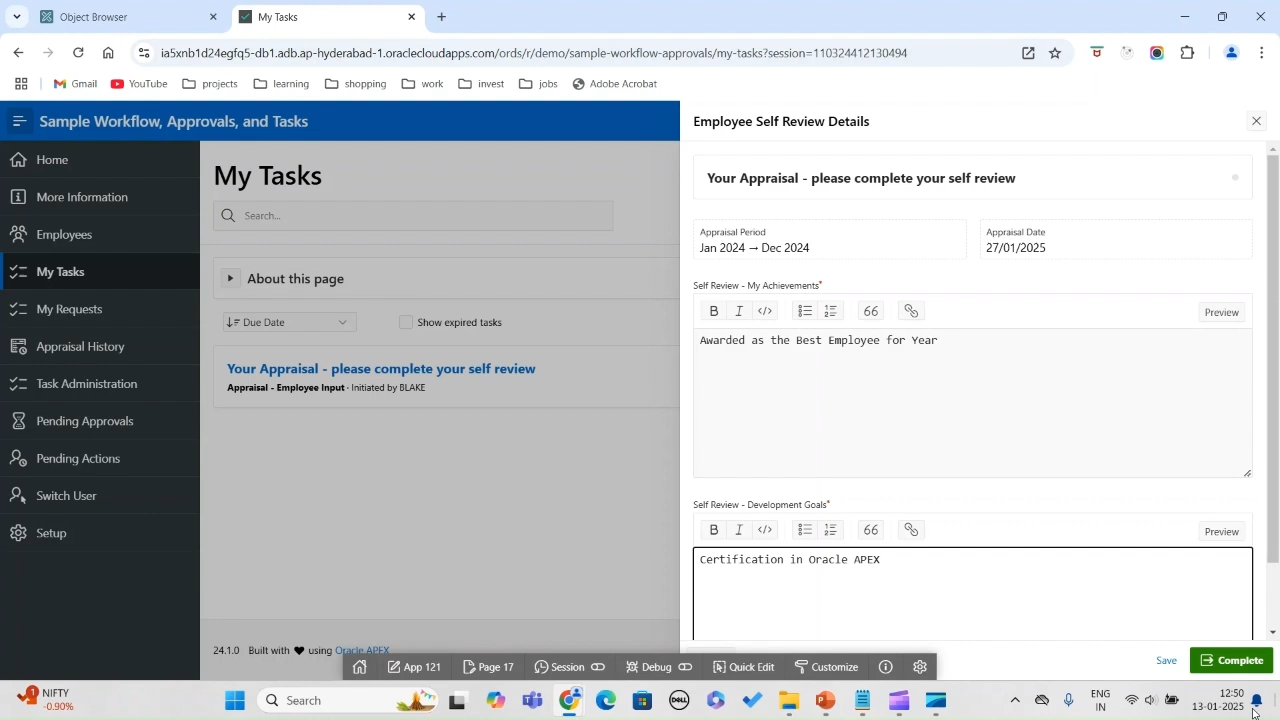 Object Browser
My Tasks
ia5xnb1d24egfq5-db1.adb.ap-hyderabad-1.oraclecloudapps.com/ords/r/demo/sample-workflow-approvals/my-tasks?session=110324412130494
Gmail
YouTube
projects
learning
shopping
work
invest
jobs
Adobe Acrobat
Sample Workflow, Approvals, and Tasks
Home
More Information
Employees
My Tasks
My Requests
Appraisal History
Task Administration
Pending Approvals
Pending Actions
Switch User
Setup
My Tasks
Search...
About this page
Due Date
Show expired tasks
Your Appraisal - please complete your self review
Appraisal - Employee Input · Initiated by BLAKE
24.1.0 Built with ♥ using Oracle APEX
Employee Self Review Details
Your Appraisal - please complete your self review
Appraisal Period
Jan 2024 → Dec 2024
Appraisal Date
27/01/2025
Self Review - My Achievements*
B I </> 66
Preview
Awarded as the Best Employee for Year
Self Review - Development Goals*
B I </> 66
Preview
Certification in Oracle APEX
Save
Complete
App 121
Page 17
Session
Debug
Quick Edit
Customize
1
NIFTY
-0.90%
Search
DELL
ENG
IN
12:50
13-01-2025